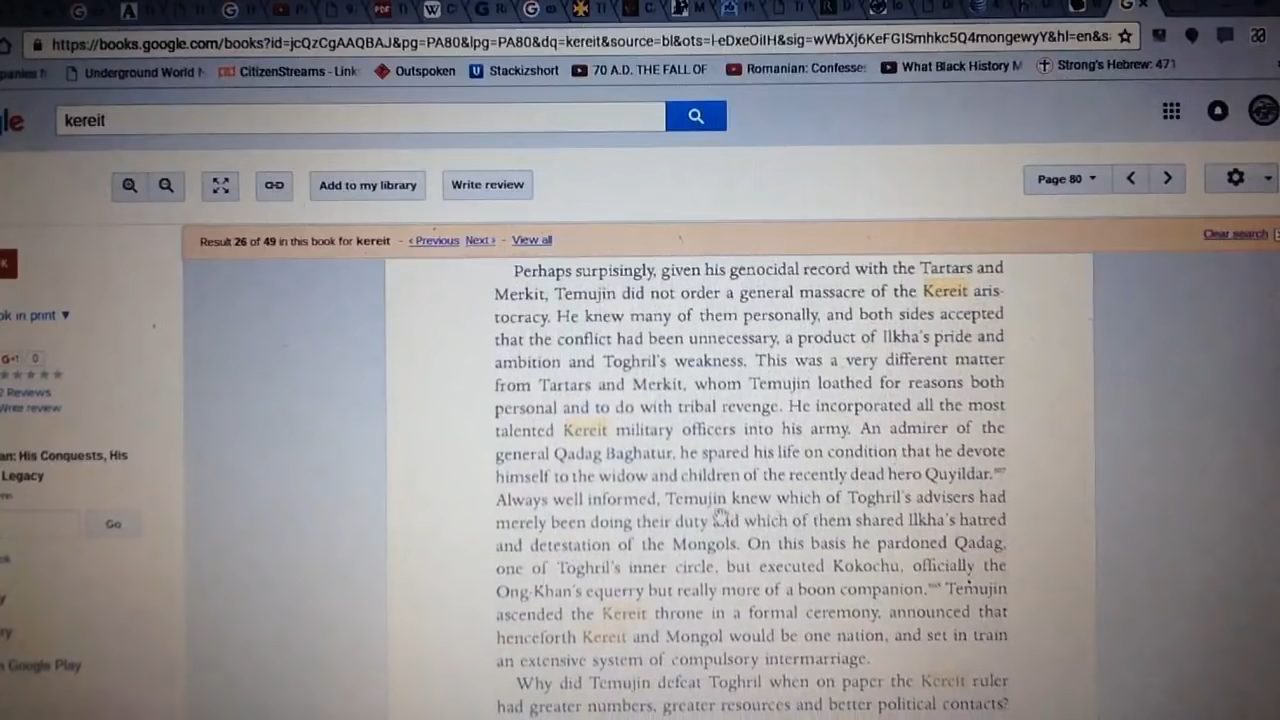 https://books.google.com/books?id=jcQzCgAAQBAJ&pg=PA80&lpg=PA80&dq=kereit&source=bl&ots=l-eDxeOiIH&sig=wWbXj6KeFGISmhkc5Q4mongewyY&hl=en&s
Underground World CitizenStreams - Link Outspoken Stackizshort 70 A.D. THE FALL OF Romanian: Confesse What Black History M Strong's Hebrew: 471
kereit
Add to my library Write review Page 80
Result 26 of 49 in this book for kereit - < Previous Next > - View all Clear search
Perhaps surprisingly, given his genocidal record with the Tartars and
Merkit, Temujin did not order a general massacre of the Kereit aris-
tocracy. He knew many of them personally, and both sides accepted
that the conflict had been unnecessary, a product of Ilkha's pride and
ambition and Toghril's weakness. This was a very different matter
from Tartars and Merkit, whom Temujin loathed for reasons both
personal and to do with tribal revenge. He incorporated all the most
talented Kereit military officers into his army. An admirer of the
general Qadag Baghatur, he spared his life on condition that he devote
himself to the widow and children of the recently dead hero Quyildar.
Always well informed, Temujin knew which of Toghril's advisers had
merely been doing their duty and which of them shared Ilkha's hatred
and detestation of the Mongols. On this basis he pardoned Qadag,
one of Toghril's inner circle, but executed Kokochu, officially the
Ong-Khan's equerry but really more of a boon companion. Temujin
ascended the Kereit throne in a formal ceremony, announced that
henceforth Kereit and Mongol would be one nation, and set in train
an extensive system of compulsory intermarriage.
Why did Temujin defeat Toghril when on paper the Kereit ruler
had greater numbers, greater resources and better political contacts?
ok in print
G+1 0
2 Reviews
Write review
an: His Conquests, His
Legacy
Go
Google Play